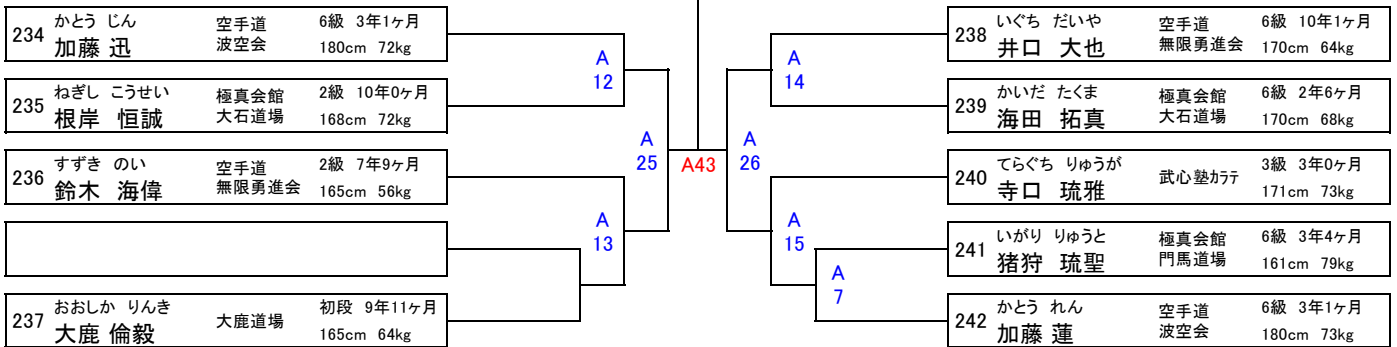 234 かとう じん 空手道 6級 3年1ヶ月
加藤 迅 波空会 180cm 72kg
235 ねぎし こうせい 極真会館 2級 10年0ヶ月
根岸 恒誠 大石道場 168cm 72kg
236 すずき のい 空手道 2級 7年9ヶ月
鈴木 海偉 無限勇進会 165cm 56kg
237 おおしか りんき 大鹿道場 初段 9年11ヶ月
大鹿 倫毅 165cm 64kg
A
12
A
13
A
25
A43
A
26
A
14
A
15
A
7
238 いぐち だいや 空手道 6級 10年1ヶ月
井口 大也 無限勇進会 170cm 64kg
239 かいだ たくま 極真会館 6級 2年6ヶ月
海田 拓真 大石道場 170cm 68kg
240 てらぐち りゅうが 武心塾カラテ 3級 3年0ヶ月
寺口 琉雅 171cm 73kg
241 いがり りゅうと 極真会館 6級 3年4ヶ月
猪狩 琉聖 門馬道場 161cm 79kg
242 かとう れん 空手道 6級 3年1ヶ月
加藤 蓮 波空会 180cm 73kg